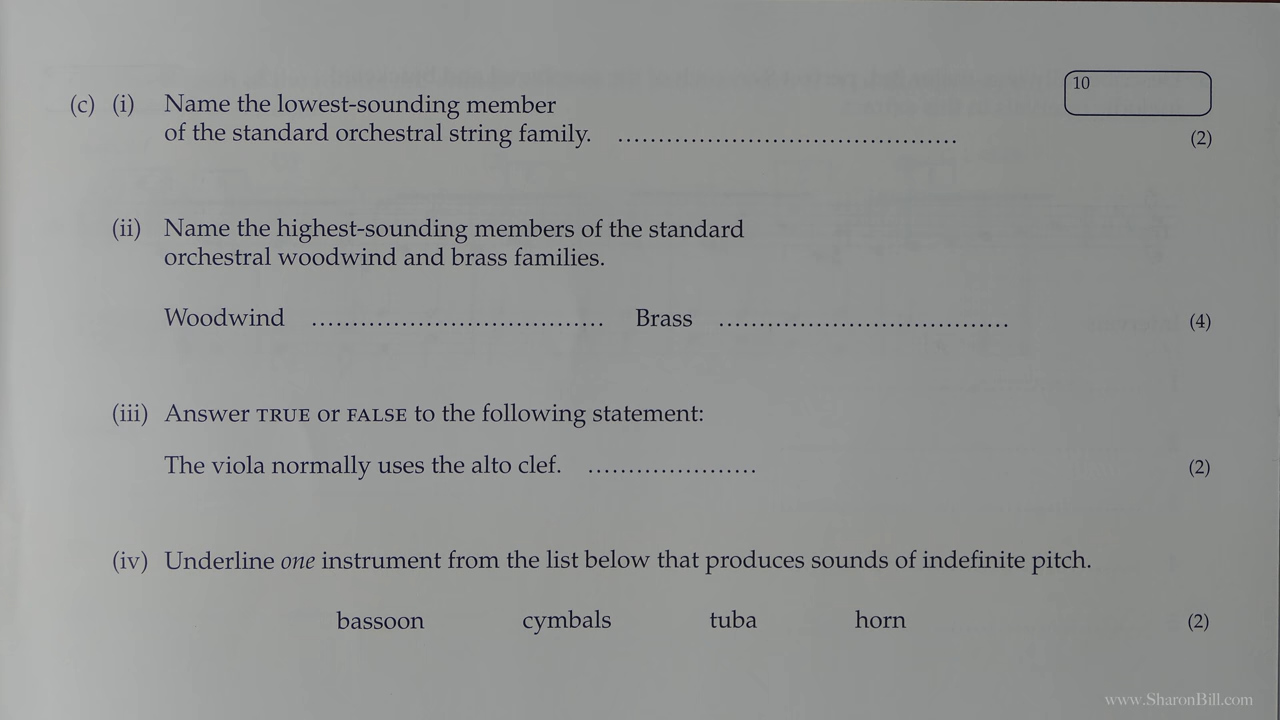 10
(c) (i) Name the lowest-sounding member
of the standard orchestral string family. ........................................ (2)
(ii) Name the highest-sounding members of the standard
orchestral woodwind and brass families.
Woodwind ................................... Brass ................................... (4)
(iii) Answer TRUE or FALSE to the following statement:
The viola normally uses the alto clef. ..................... (2)
(iv) Underline one instrument from the list below that produces sounds of indefinite pitch.
bassoon cymbals tuba horn (2)
www.SharonBill.com